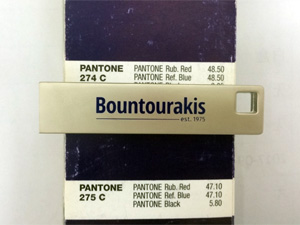 PANTONE PANTONE Rub. Red 48.50
274 C PANTONE Ref. Blue 48.50
Bountourakis
est. 1975
PANTONE PANTONE Rub. Red 47.10
275 C PANTONE Ref. Blue 47.10
PANTONE Black 5.80